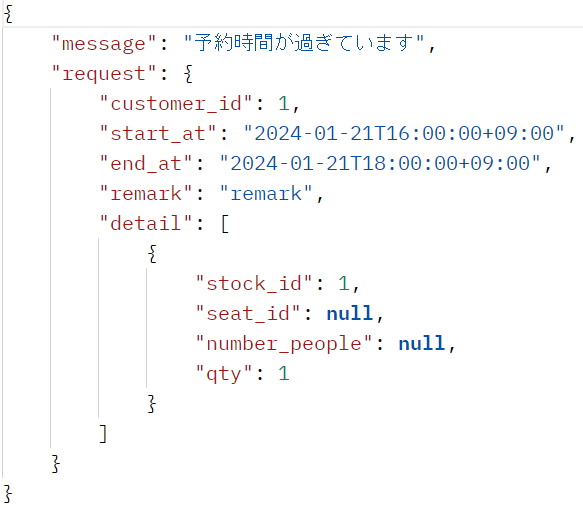 {
    "message": "予約時間が過ぎています",
    "request": {
        "customer_id": 1,
        "start_at": "2024-01-21T16:00:00+09:00",
        "end_at": "2024-01-21T18:00:00+09:00",
        "remark": "remark",
        "detail": [
            {
                "stock_id": 1,
                "seat_id": null,
                "number_people": null,
                "qty": 1
            }
        ]
    }
}